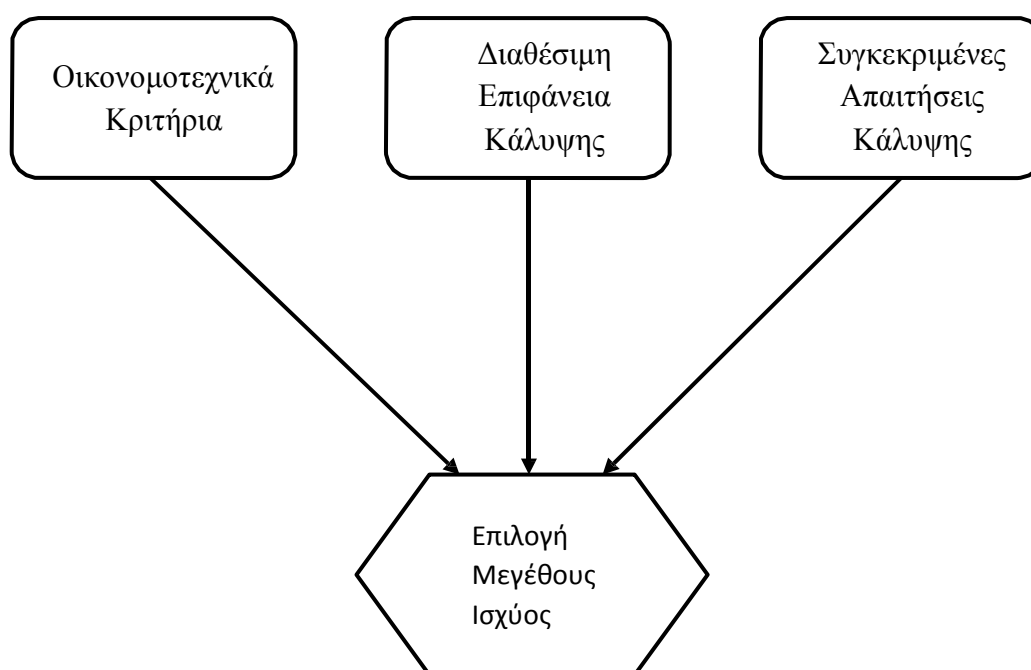 Οικονομοτεχνικά
Κριτήρια
Διαθέσιμη
Επιφάνεια
Κάλυψης
Συγκεκριμένες
Απαιτήσεις
Κάλυψης
Επιλογή
Μεγέθους
Ισχύος